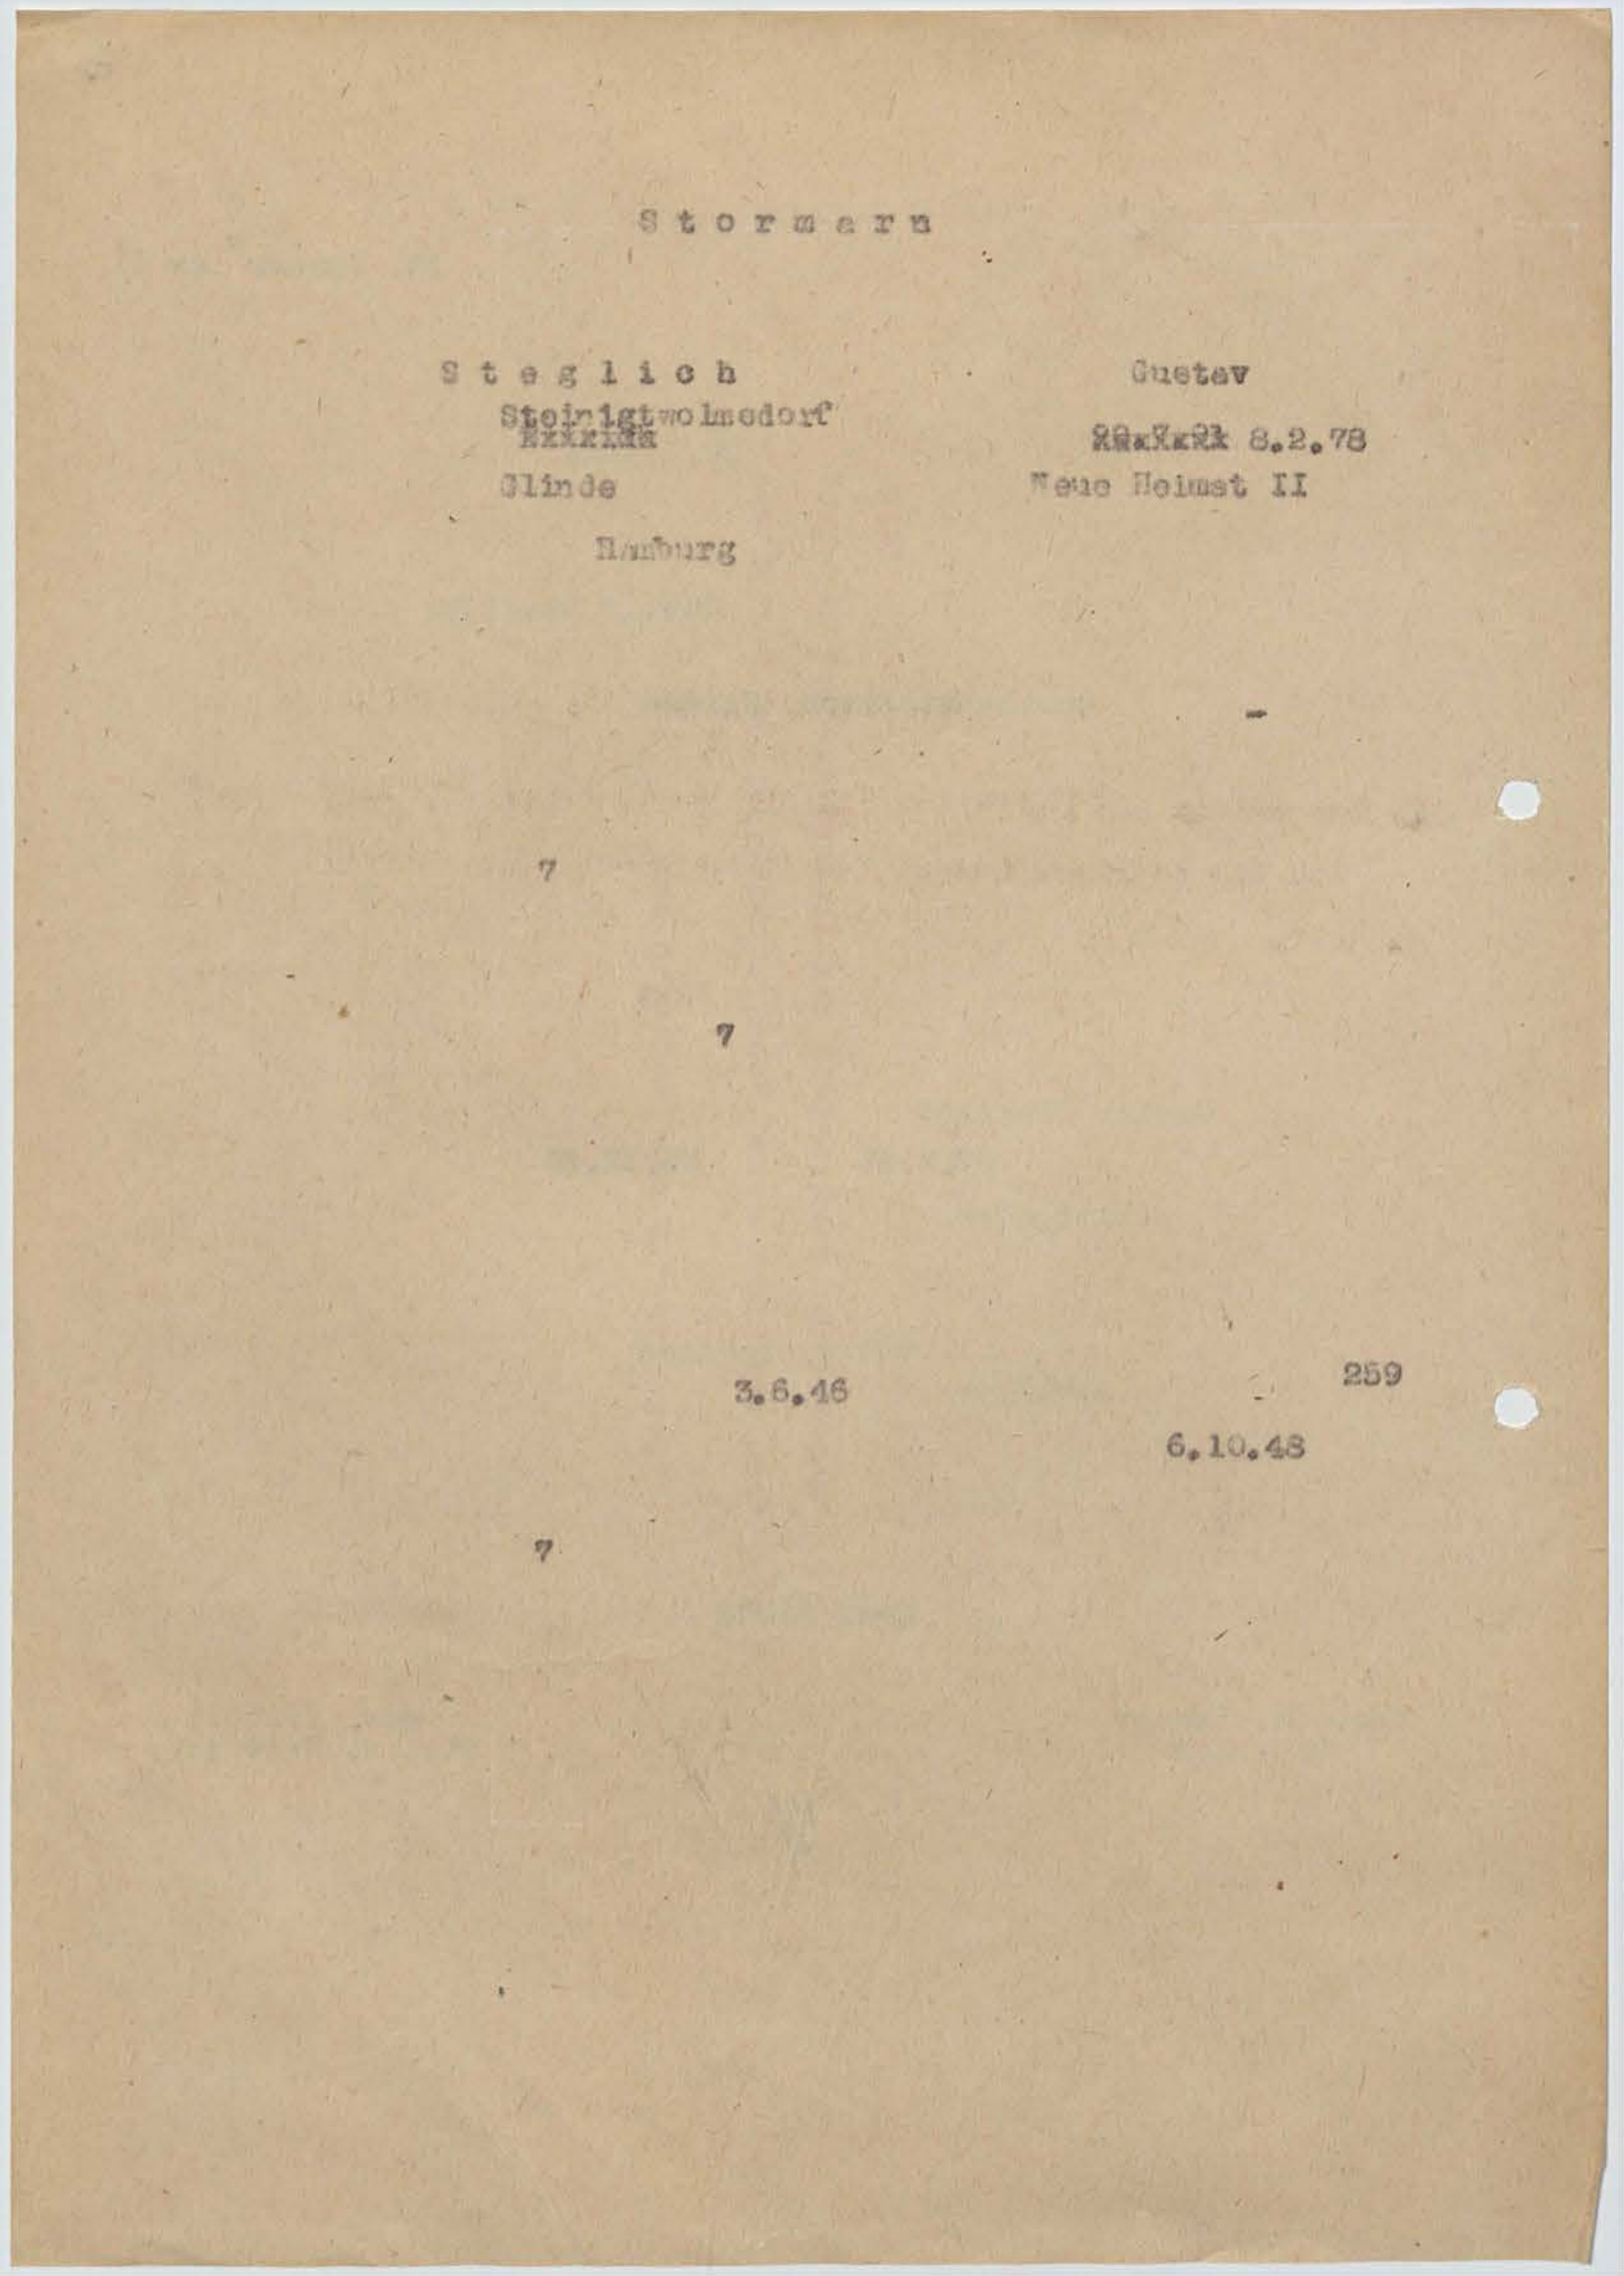 S t o r m a r n
S t e g l i c h Gustav
Steinigtwolmsdorf
8.2.78
Glinde Neue Heimat II
Hamburg
-
7
7
259
3.6.46
6.10.48
7